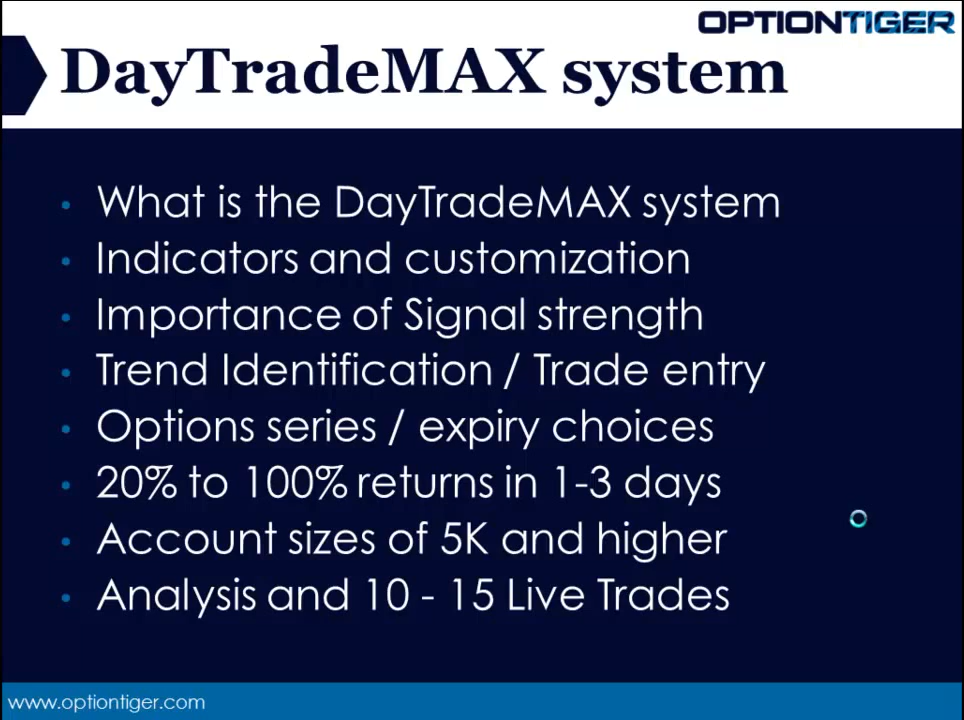 OPTIONTIGER
DayTradeMAX system
• What is the DayTradeMAX system
• Indicators and customization
• Importance of Signal strength
• Trend Identification / Trade entry
• Options series / expiry choices
• 20% to 100% returns in 1-3 days
• Account sizes of 5K and higher
• Analysis and 10 - 15 Live Trades
www.optiontiger.com